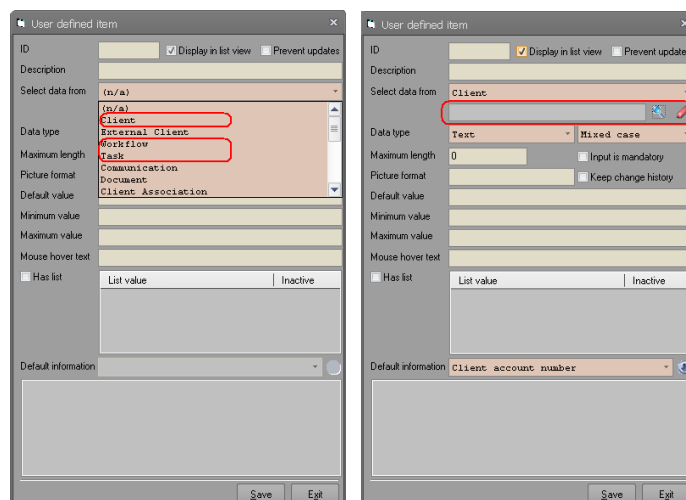 User defined item
ID
Display in list view
Prevent updates
Description
Select data from
(n/a)
(n/a)
Client
External Client
Workflow
Task
Communication
Document
Client Association
Data type
Maximum length
Picture format
Default value
Minimum value
Maximum value
Mouse hover text
Has list
List value
Inactive
Default information
Save
Exit
User defined item
ID
Display in list view
Prevent update
Description
Select data from
Client
Data type
Text
Mixed case
Maximum length
0
Input is mandatory
Picture format
Keep change history
Default value
Minimum value
Maximum value
Mouse hover text
Has list
List value
Inactive
Default information
Client account number
Save
Exit